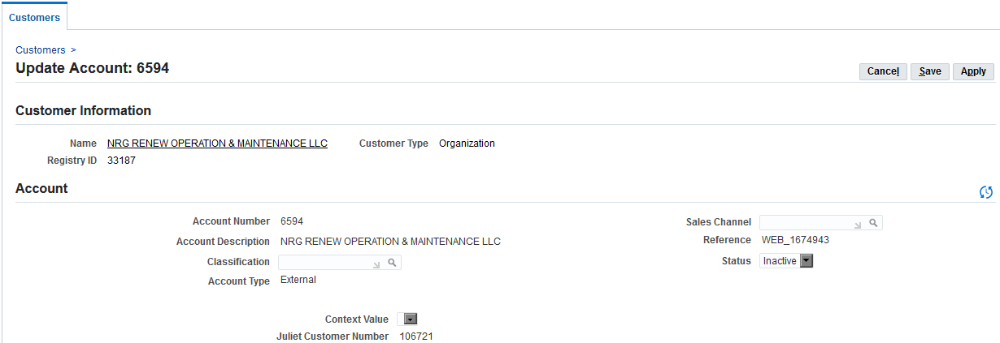 Customers
Customers >
Update Account: 6594
Cancel Save Apply
Customer Information
Name NRG RENEW OPERATION & MAINTENANCE LLC Customer Type Organization
Registry ID 33187
Account
Account Number 6594 Sales Channel
Account Description NRG RENEW OPERATION & MAINTENANCE LLC Reference WEB_1674943
Classification Status Inactive
Account Type External
Context Value
Juliet Customer Number 106721